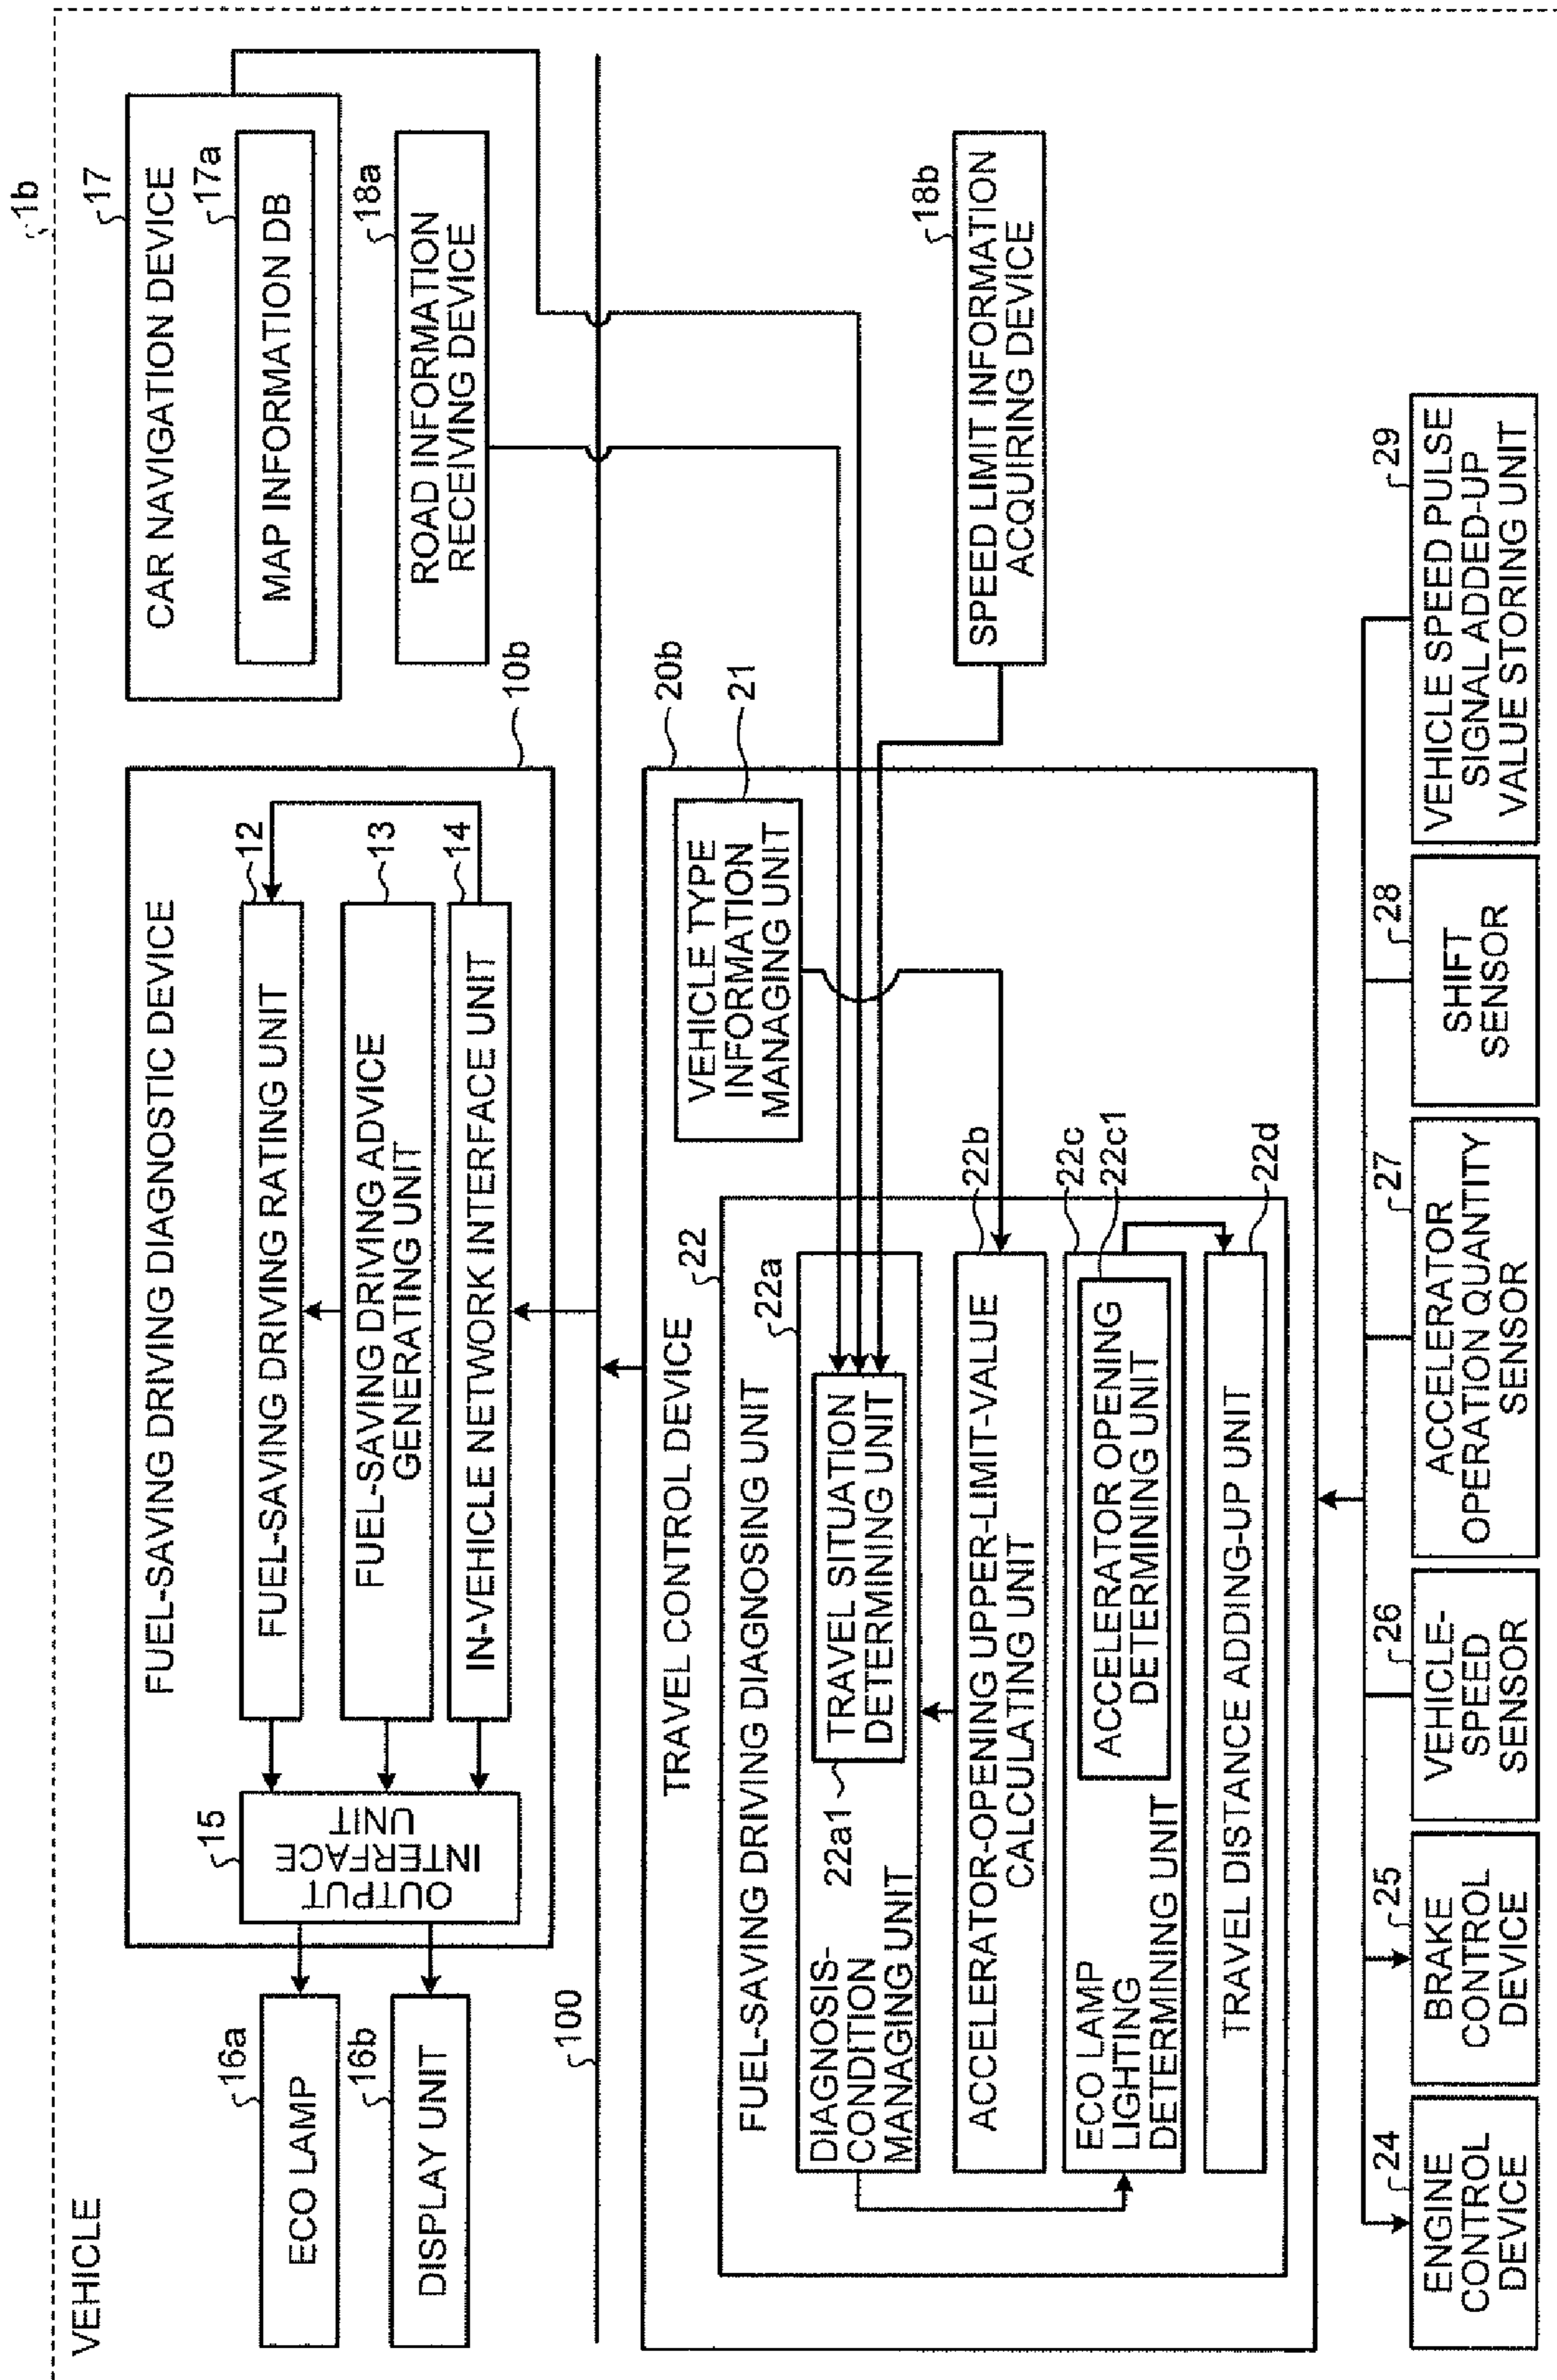 VEHICLE
1b
FUEL-SAVING DRIVING DIAGNOSTIC DEVICE
10b
FUEL-SAVING DRIVING RATING UNIT
12
FUEL-SAVING DRIVING ADVICE
GENERATING UNIT
13
IN-VEHICLE NETWORK INTERFACE UNIT
14
OUTPUT
INTERFACE
UNIT
15
ECO LAMP
16a
DISPLAY UNIT
16b
CAR NAVIGATION DEVICE
17
MAP INFORMATION DB
17a
ROAD INFORMATION
RECEIVING DEVICE
18a
100
TRAVEL CONTROL DEVICE
20b
VEHICLE TYPE
INFORMATION
MANAGING UNIT
21
SPEED LIMIT INFORMATION
ACQUIRING DEVICE
18b
FUEL-SAVING DRIVING DIAGNOSING UNIT
22
DIAGNOSIS-
CONDITION
MANAGING UNIT
22a
TRAVEL SITUATION
DETERMINING UNIT
22a1
ACCELERATOR-OPENING UPPER-LIMIT-VALUE
CALCULATING UNIT
22b
ECO LAMP
LIGHTING
DETERMINING UNIT
22c
ACCELERATOR OPENING
DETERMINING UNIT
22c1
TRAVEL DISTANCE ADDING-UP UNIT
22d
ENGINE
CONTROL
DEVICE
24
BRAKE
CONTROL
DEVICE
25
VEHICLE-
SPEED
SENSOR
26
ACCELERATOR
OPERATION QUANTITY
SENSOR
27
SHIFT
SENSOR
28
VEHICLE SPEED PULSE
SIGNAL ADDED-UP
VALUE STORING UNIT
29